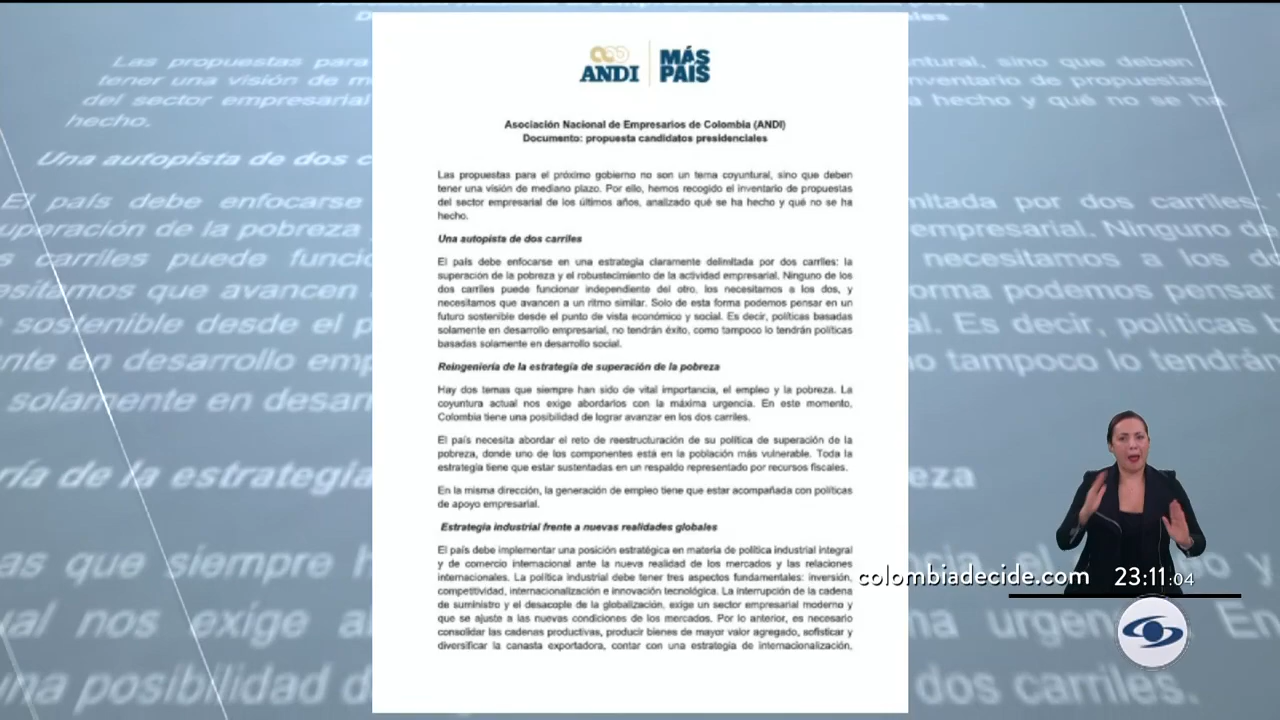 ANDI
MÁS
PAÍS
Asociación Nacional de Empresarios de Colombia (ANDI)
Documento: propuesta candidatos presidenciales
Las propuestas para el próximo gobierno no son un tema coyuntural, sino que deben
tener una visión de mediano plazo. Por ello, hemos recogido el inventario de propuestas
del sector empresarial de los últimos años, analizado qué se ha hecho y qué no se ha
hecho.
Una autopista de dos carriles
El país debe enfocarse en una estrategia claramente delimitada por dos carriles: la
superación de la pobreza y el robustecimiento de la actividad empresarial. Ninguno de los
dos carriles puede funcionar independiente del otro, los necesitamos a los dos, y
necesitamos que avancen a un ritmo similar. Solo de esta forma podemos pensar en un
futuro sostenible desde el punto de vista económico y social. Es decir, políticas basadas
solamente en desarrollo empresarial, no tendrán éxito, como tampoco lo tendrán políticas
basadas solamente en desarrollo social.
Reingeniería de la estrategia de superación de la pobreza
Hay dos temas que siempre han sido de vital importancia, el empleo y la pobreza. La
coyuntura actual nos exige abordarlos con la máxima urgencia. En este momento,
Colombia tiene una posibilidad de lograr avanzar en los dos carriles.
El país necesita abordar el reto de reestructuración de su política de superación de la
pobreza, donde uno de los componentes está en la población más vulnerable. Toda la
estrategia tiene que estar sustentadas en un respaldo representado por recursos fiscales.
En la misma dirección, la generación de empleo tiene que estar acompañada con políticas
de apoyo empresarial.
Estrategia industrial frente a nuevas realidades globales
El país debe implementar una posición estratégica en materia de política industrial integral
y de comercio internacional ante la nueva realidad de los mercados y las relaciones
internacionales. La política industrial debe tener tres aspectos fundamentales: inversión,
competitividad, internacionalización e innovación tecnológica. La interrupción de la cadena
de suministro y el desacople de la globalización, exige un sector empresarial moderno y
que se ajuste a las nuevas condiciones de los mercados. Por lo anterior, es necesario
consolidar las cadenas productivas, producir bienes de mayor valor agregado, sofisticar y
diversificar la canasta exportadora, contar con una estrategia de internacionalización,
colombiadecide.com 23:11:04